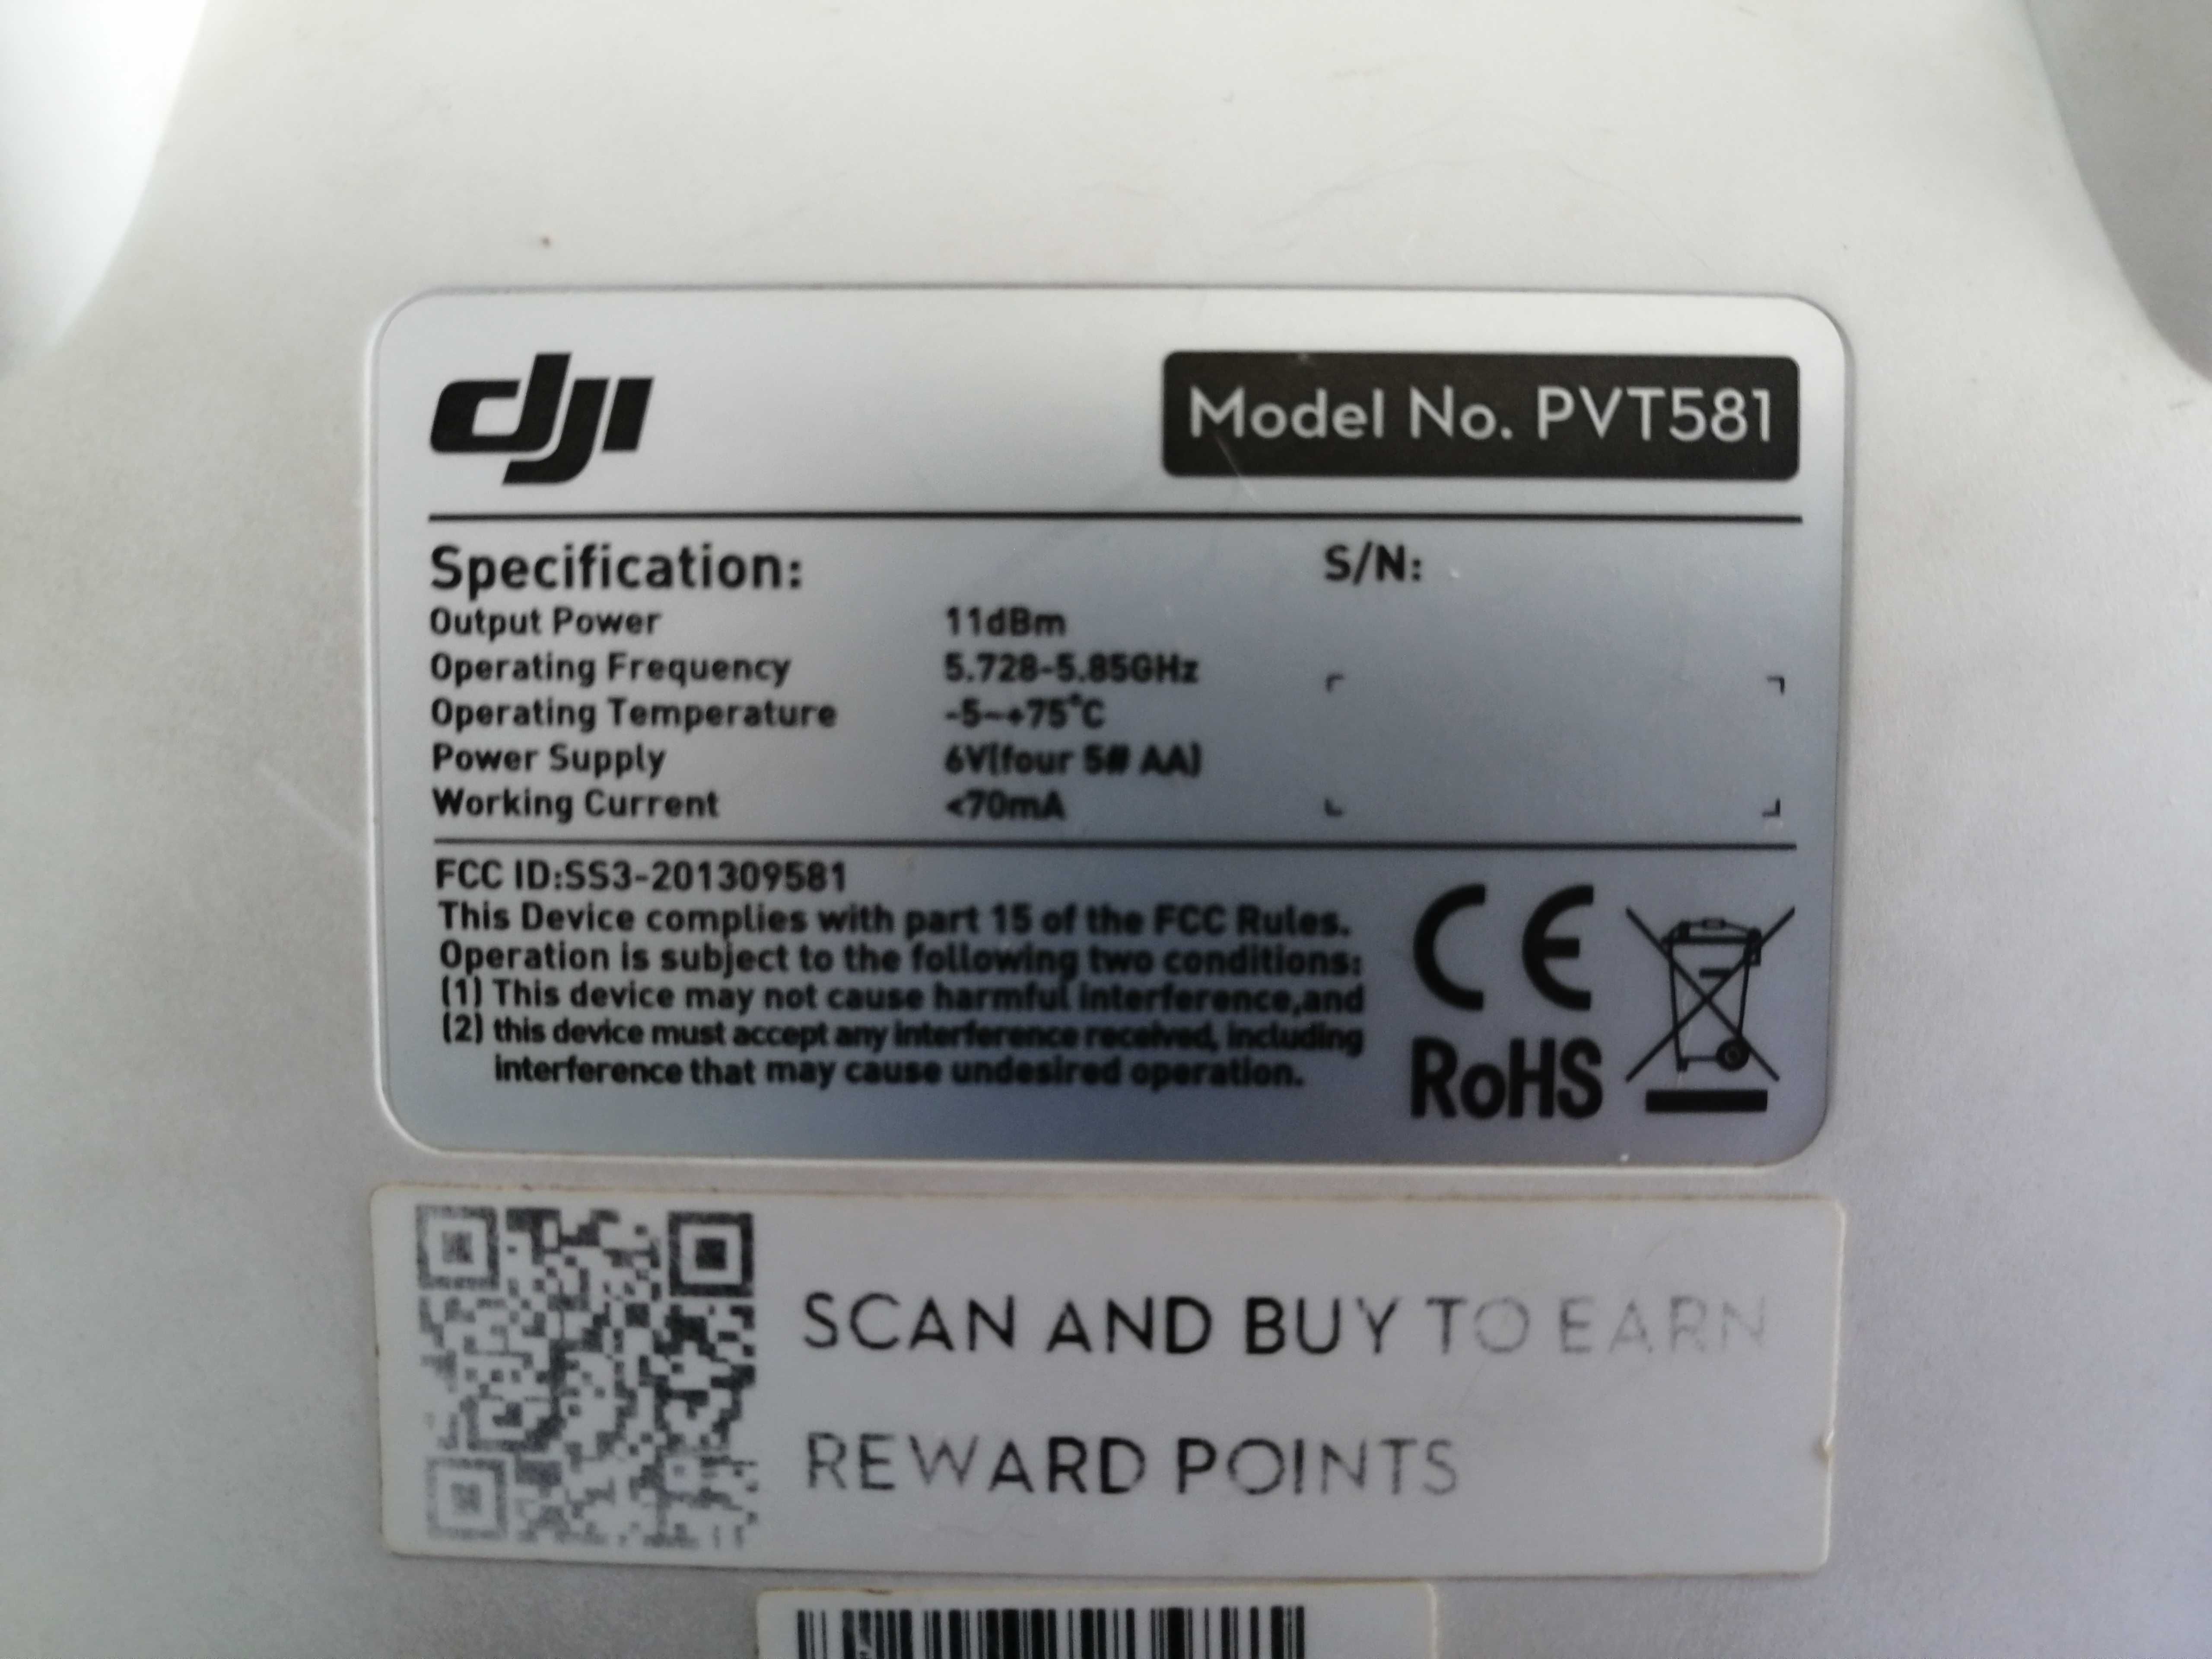 dji
Model No. PVT581
Specification:
S/N:
Output Power 11dBm
Operating Frequency 5.728-5.85GHz
Operating Temperature -5~+75°C
Power Supply 6V(four 5# AA)
Working Current <70mA
FCC ID:SS3-201309581
This Device complies with part 15 of the FCC Rules.
Operation is subject to the following two conditions:
(1) This device may not cause harmful interference,and
(2) this device must accept any interference received, including
interference that may cause undesired operation.
CE
RoHS
SCAN AND BUY TO EARN
REWARD POINTS